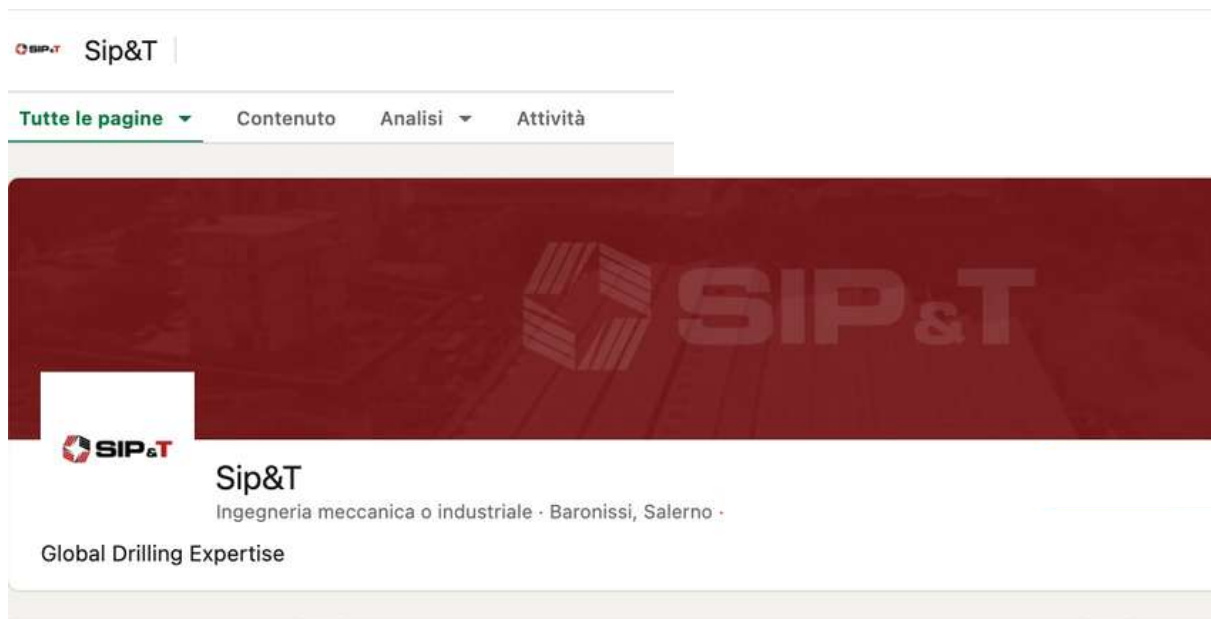 SIP&T Sip&T
Tutte le pagine Contenuto Analisi Attività
SIP&T
SIP&T
Sip&T
Ingegneria meccanica o industriale · Baronissi, Salerno ·
Global Drilling Expertise